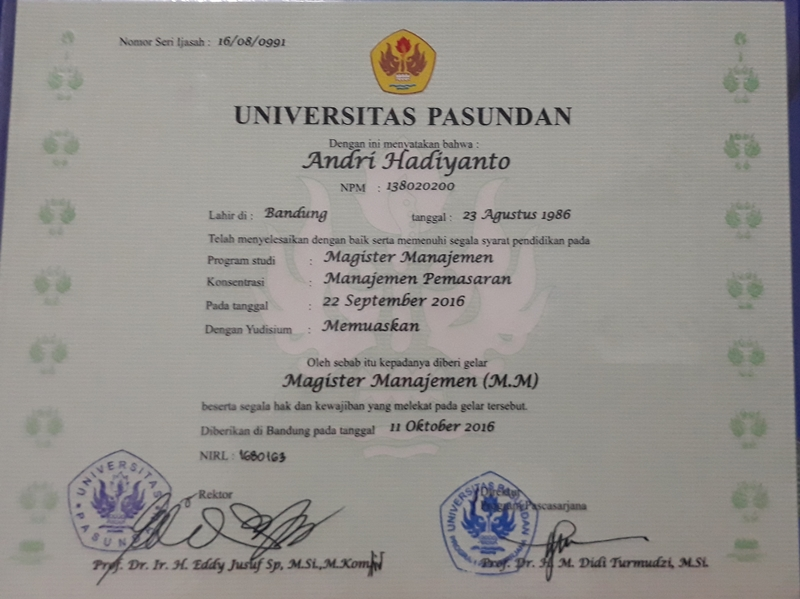 Nomor Seri Ijasah : 16/08/0991
UNIVERSITAS PASUNDAN
Dengan ini menyatakan bahwa :
Andri Hadiyanto
NPM : 138020200
Lahir di : Bandung tanggal : 23 Agustus 1986
Telah menyelesaikan dengan baik serta memenuhi segala syarat pendidikan pada
Program studi : Magister Manajemen
Konsentrasi : Manajemen Pemasaran
Pada tanggal : 22 September 2016
Dengan Yudisium : Memuaskan
Oleh sebab itu kepadanya diberi gelar
Magister Manajemen (M.M)
beserta segala hak dan kewajiban yang melekat pada gelar tersebut.
Diberikan di Bandung pada tanggal 11 Oktober 2016
NIRL : 1680163
UNIVERSITAS PASUNDAN
Rektor
Prof. Dr. Ir. H. Eddy Jusuf Sp, M.Si.,M.Kom
UNIVERSITAS PASUNDAN
Direktur
Program Pascasarjana
Prof. Dr. H. M. Didi Turmudzi, M.Si.